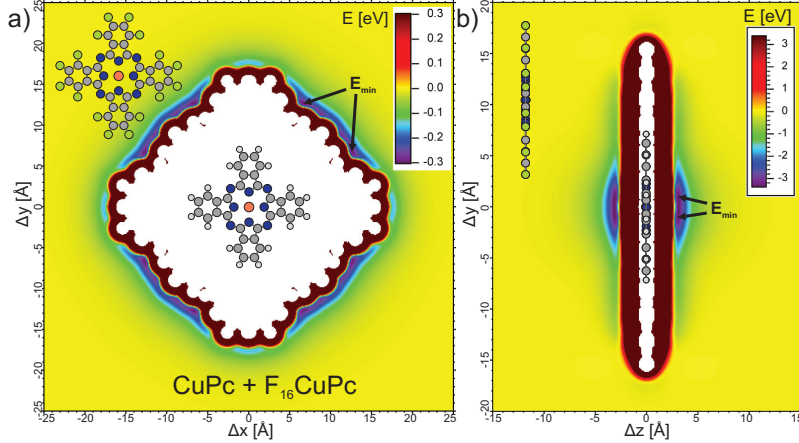 a)
E [eV]
0.3
0.2
0.1
0.0
-0.1
-0.2
-0.3
E_min
CuPc + F_16CuPc
Δy [Å]
25
20
15
10
5
0
-5
-10
-15
-20
-25
-25 -20 -15 -10 -5 0 5 10 15 20 25
Δx [Å]
b)
E [eV]
3
2
1
0
-1
-2
-3
E_min
Δy [Å]
20
15
10
5
0
-5
-10
-15
-20
-15 -10 -5 0 5 10 15
Δz [Å]